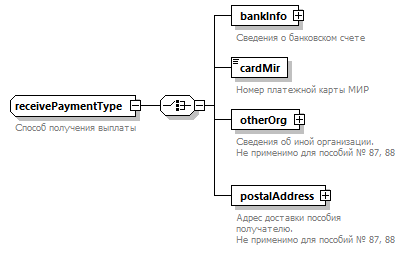 bankInfo
Сведения о банковском счете
cardMir
Номер платежной карты МИР
receivePaymentType
Способ получения выплаты
otherOrg
Сведения об иной организации.
Не применимо для пособий № 87, 88
postalAddress
Адрес доставки пособия
получателю.
Не применимо для пособий № 87, 88